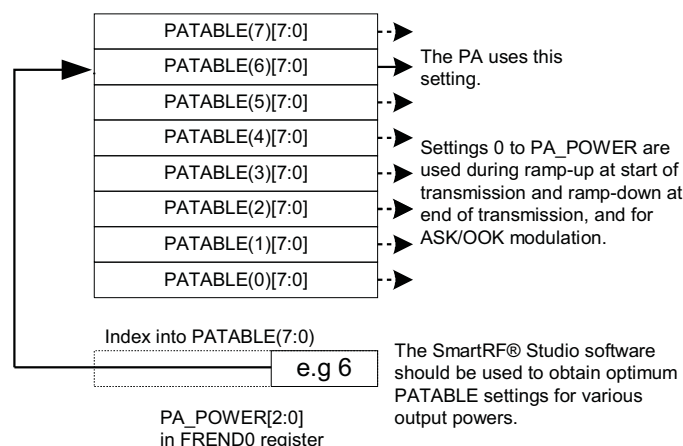 PATABLE(7)[7:0]
PATABLE(6)[7:0]
The PA uses this
setting.
PATABLE(5)[7:0]
PATABLE(4)[7:0]
PATABLE(3)[7:0]
PATABLE(2)[7:0]
PATABLE(1)[7:0]
PATABLE(0)[7:0]
Settings 0 to PA_POWER are
used during ramp-up at start of
transmission and ramp-down at
end of transmission, and for
ASK/OOK modulation.
Index into PATABLE(7:0)
e.g 6
PA_POWER[2:0]
in FREND0 register
The SmartRF® Studio software
should be used to obtain optimum
PATABLE settings for various
output powers.